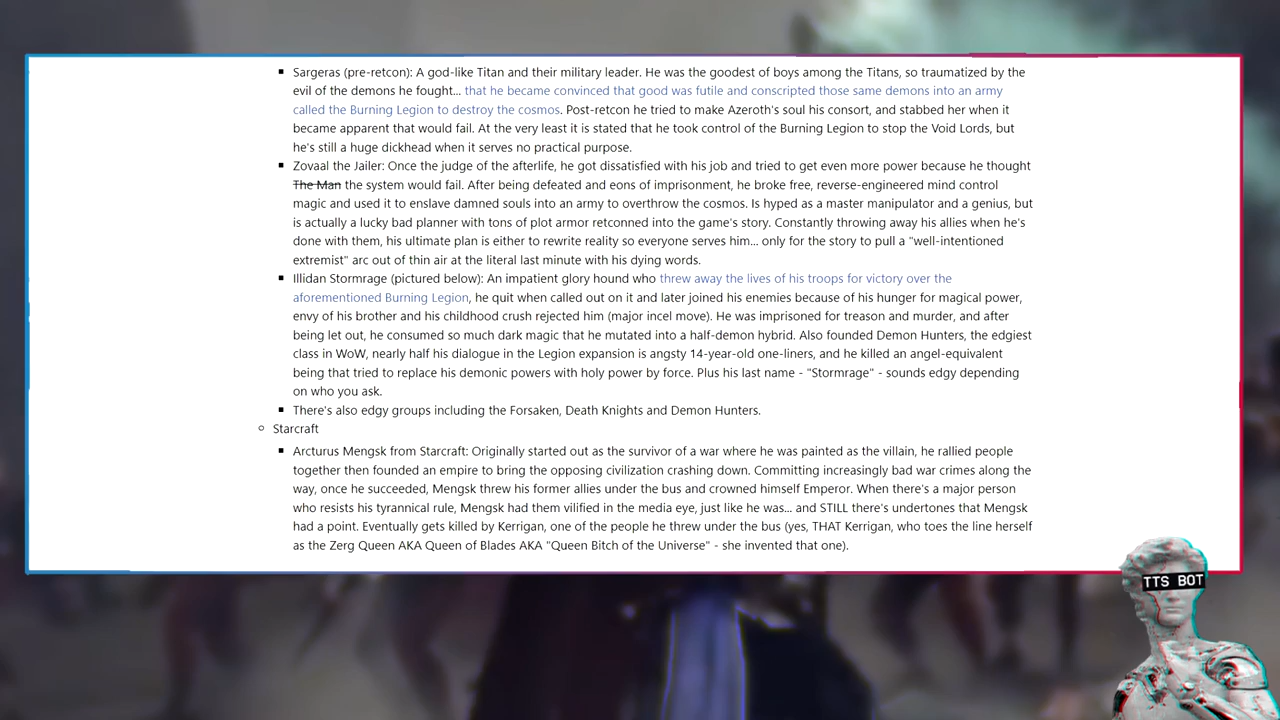 Sargeras (pre-retcon): A god-like Titan and their military leader. He was the goodest of boys among the Titans, so traumatized by the
evil of the demons he fought... that he became convinced that good was futile and conscripted those same demons into an army
called the Burning Legion to destroy the cosmos. Post-retcon he tried to make Azeroth's soul his consort, and stabbed her when it
became apparent that would fail. At the very least it is stated that he took control of the Burning Legion to stop the Void Lords, but
he's still a huge dickhead when it serves no practical purpose.
Zovaal the Jailer: Once the judge of the afterlife, he got dissatisfied with his job and tried to get even more power because he thought
The Man the system would fail. After being defeated and eons of imprisonment, he broke free, reverse-engineered mind control
magic and used it to enslave damned souls into an army to overthrow the cosmos. Is hyped as a master manipulator and a genius, but
is actually a lucky bad planner with tons of plot armor retconned into the game's story. Constantly throwing away his allies when he's
done with them, his ultimate plan is either to rewrite reality so everyone serves him... only for the story to pull a "well-intentioned
extremist" arc out of thin air at the literal last minute with his dying words.
Illidan Stormrage (pictured below): An impatient glory hound who threw away the lives of his troops for victory over the
aforementioned Burning Legion, he quit when called out on it and later joined his enemies because of his hunger for magical power,
envy of his brother and his childhood crush rejected him (major incel move). He was imprisoned for treason and murder, and after
being let out, he consumed so much dark magic that he mutated into a half-demon hybrid. Also founded Demon Hunters, the edgiest
class in WoW, nearly half his dialogue in the Legion expansion is angsty 14-year-old one-liners, and he killed an angel-equivalent
being that tried to replace his demonic powers with holy power by force. Plus his last name - "Stormrage" - sounds edgy depending
on who you ask.
There's also edgy groups including the Forsaken, Death Knights and Demon Hunters.
Starcraft
Arcturus Mengsk from Starcraft: Originally started out as the survivor of a war where he was painted as the villain, he rallied people
together then founded an empire to bring the opposing civilization crashing down. Committing increasingly bad war crimes along the
way, once he succeeded, Mengsk threw his former allies under the bus and crowned himself Emperor. When there's a major person
who resists his tyrannical rule, Mengsk had them vilified in the media eye, just like he was... and STILL there's undertones that Mengsk
had a point. Eventually gets killed by Kerrigan, one of the people he threw under the bus (yes, THAT Kerrigan, who toes the line herself
as the Zerg Queen AKA Queen of Blades AKA "Queen Bitch of the Universe" - she invented that one).
TTS BOT